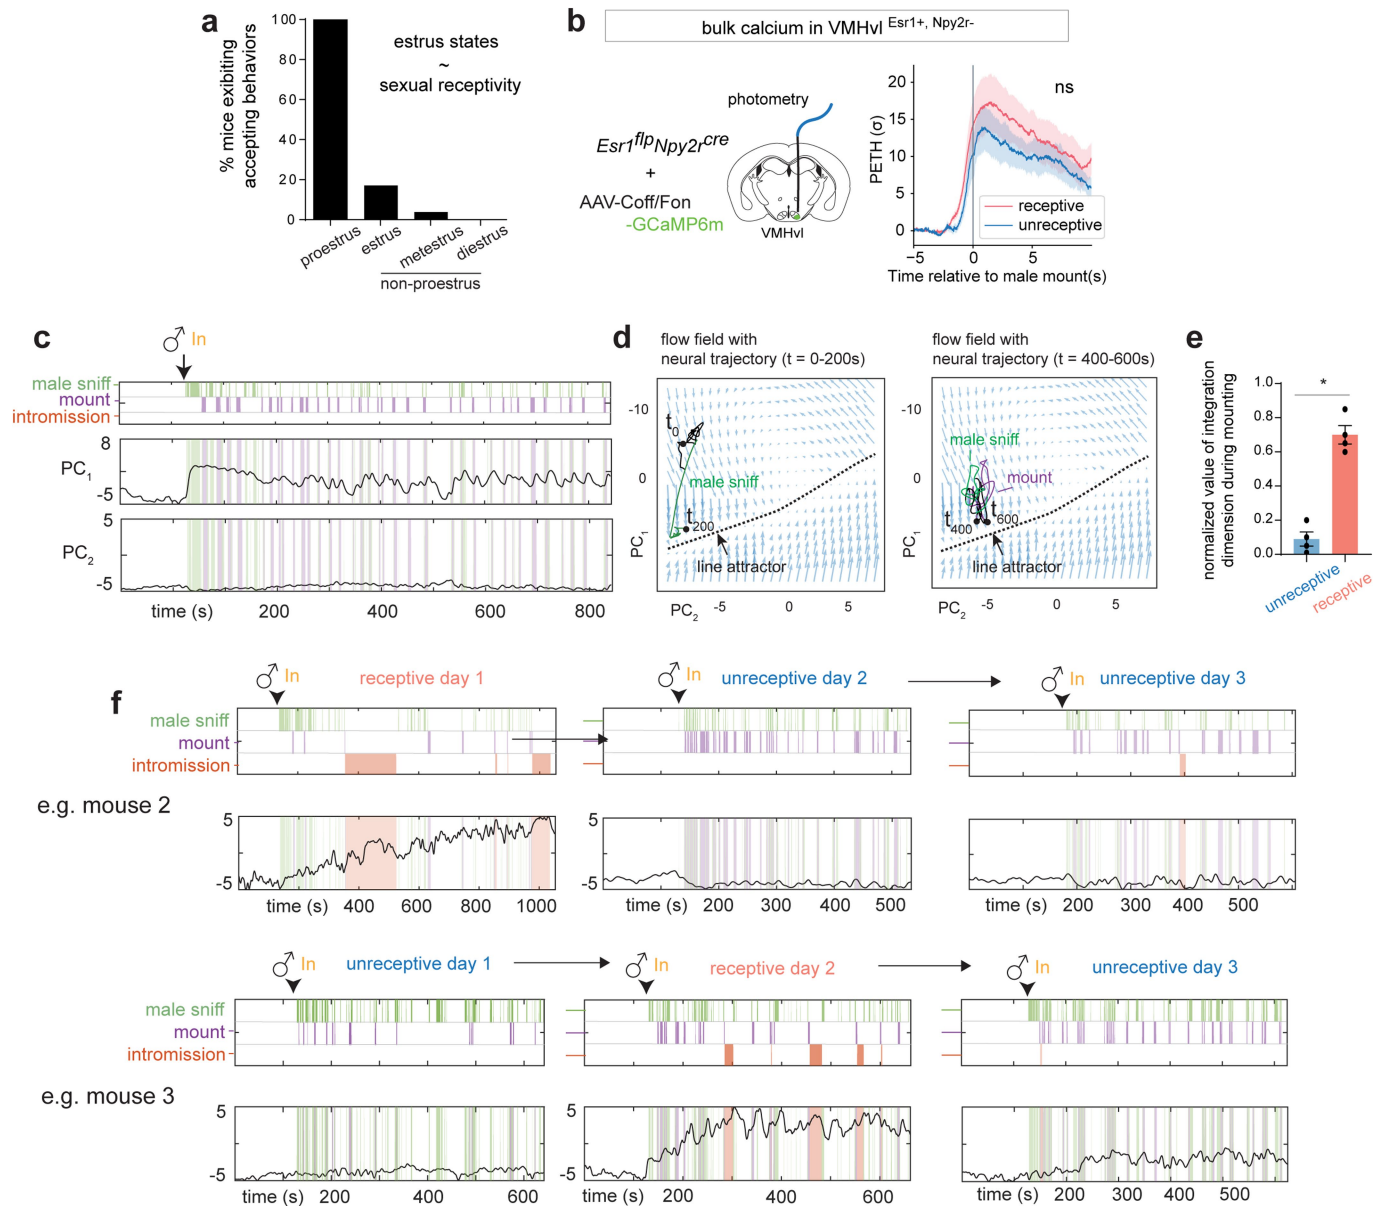 a
% mice exibiting
accepting behaviors
100
80
60
40
20
0
estrus states
~
sexual receptivity
proestrus
estrus
metestrus
diestrus
non-proestrus
b
bulk calcium in VMHvl Esr1+, Npy2r-
photometry
Esr1flpNpy2rcre
+
AAV-Coff/Fon
-GCaMP6m
VMHvl
PETH (σ)
20
15
10
5
0
ns
receptive
unreceptive
-5
0
5
Time relative to male mount(s)
c
♂ In
male sniff
mount
intromission
8
PC1
-5
5
PC2
-5
time (s)
200
400
600
800
d
flow field with
neural trajectory (t = 0-200s)
-10
0
PC1
t0
male sniff
t200
line attractor
PC2
-5
0
5
flow field with
neural trajectory (t = 400-600s)
-10
0
PC1
male sniff
mount
t400
t600
line attractor
PC2
-5
0
5
e
normalized value of integration
dimension during mounting
1.0
0.8
0.6
0.4
0.2
0.0
*
unreceptive
receptive
f
♂ In
receptive day 1
♂ In
unreceptive day 2
♂ In
unreceptive day 3
male sniff
mount
intromission
e.g. mouse 2
5
-5
time (s)
400
600
800
1000
5
-5
time (s)
200
300
400
500
5
-5
time (s)
200
300
400
500
♂ In
unreceptive day 1
♂ In
receptive day 2
♂ In
unreceptive day 3
male sniff
mount
intromission
e.g. mouse 3
5
-5
time (s)
200
400
600
5
-5
time (s)
200
400
600
5
-5
time (s)
200
300
400
500
600